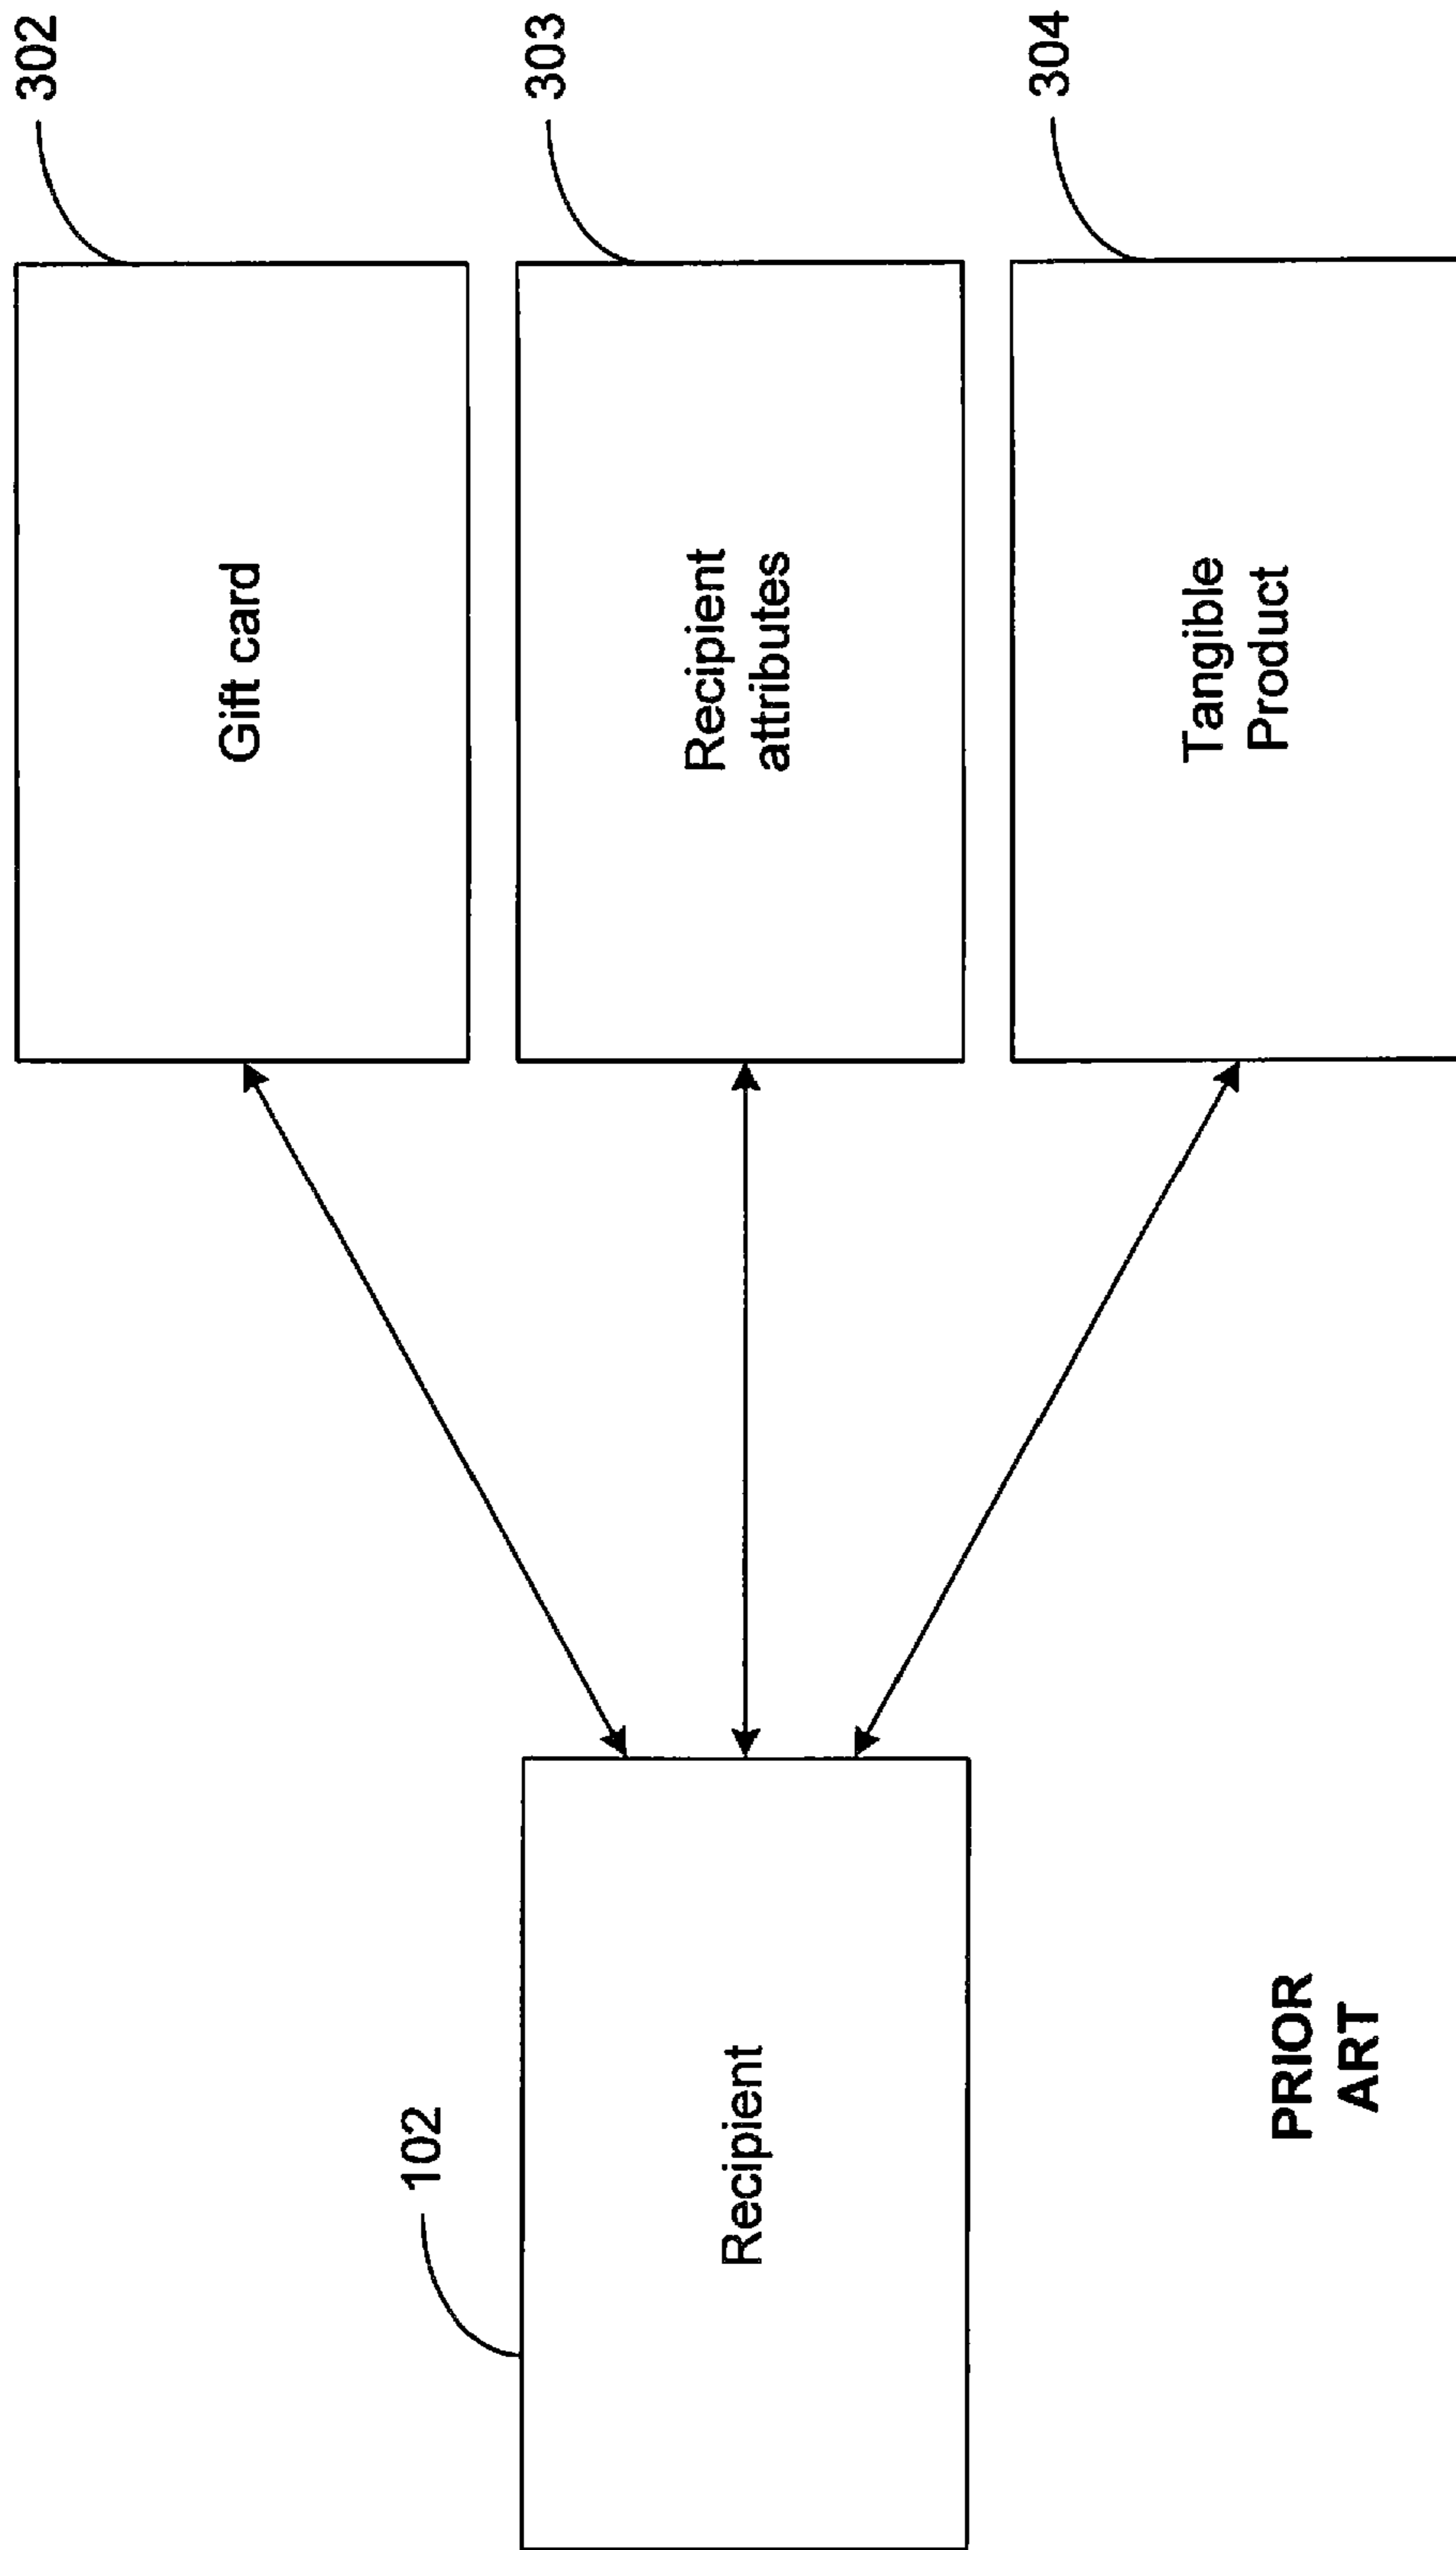 302
Gift card
303
Recipient
attributes
304
Tangible
Product
102
Recipient
PRIOR
ART